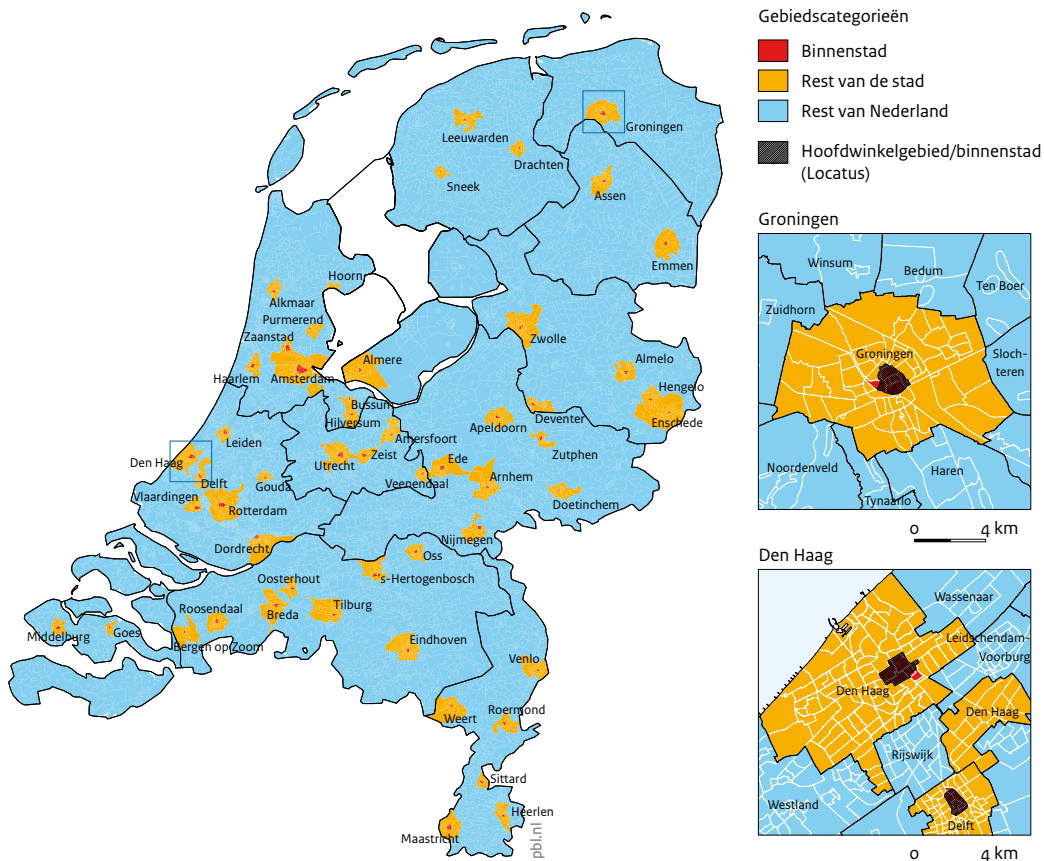 Gebiedscategorieën
Binnenstad
Rest van de stad
Rest van Nederland
Hoofdwinkelgebied/binnenstad
(Locatus)
Leeuwarden
Groningen
Drachten
Sneek
Assen
Emmen
Hoorn
Alkmaar
Purmerend
Zaanstad
Haarlem
Amsterdam
Almere
Zwolle
Almelo
Hengelo
Enschede
Bussum
Hilversum
Apeldoorn
Deventer
Leiden
Amersfoort
Zutphen
Den Haag
Utrecht
Zeist
Ede
Delft
Gouda
Veenendaal
Arnhem
Vlaardingen
Rotterdam
Doetinchem
Nijmegen
Dordrecht
Oss
's-Hertogenbosch
Oosterhout
Roosendaal
Breda
Tilburg
Middelburg
Goes
Bergen op Zoom
Eindhoven
Venlo
Weert
Roermond
Sittard
Heerlen
Maastricht
pbl.nl
Groningen
Winsum
Bedum
Ten Boer
Zuidhorn
Groningen
Sloch-
teren
Noordenveld
Haren
Tynaarlo
0 4 km
Den Haag
Wassenaar
Leidschendam-
Voorburg
Den Haag
Den Haag
Rijswijk
Westland
Delft
0 4 km